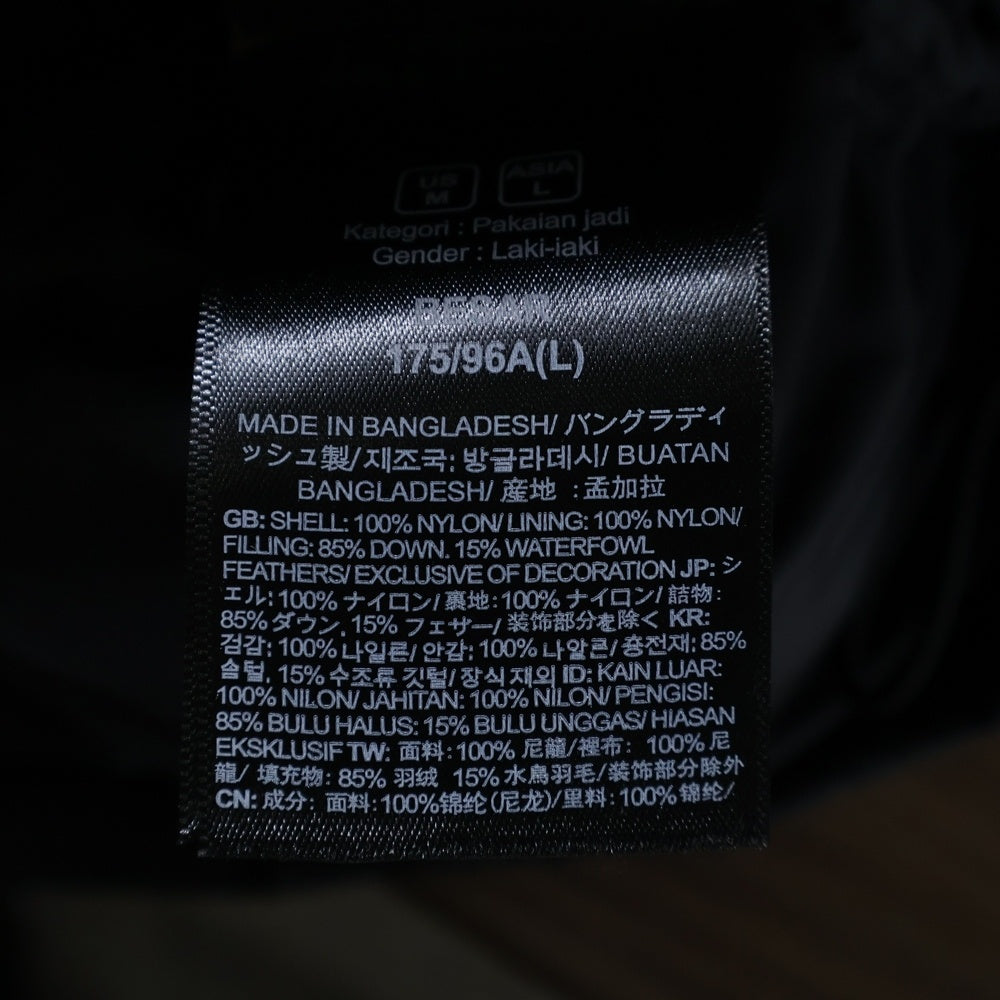 US M
ASIA L
Kategori : Pakaian jadi
Gender : Laki-iaki
BESAR
175/96A(L)
MADE IN BANGLADESH/ バングラディ
ッシュ製/ 제조국: 방글라데시/ BUATAN
BANGLADESH/ 産地 :孟加拉
GB: SHELL: 100% NYLON/ LINING: 100% NYLON/
FILLING: 85% DOWN. 15% WATERFOWL
FEATHERS/ EXCLUSIVE OF DECORATION JP: シ
ェル: 100% ナイロン/ 裏地: 100% ナイロン/ 詰物:
85% ダウン, 15% フェザー/ 装饰部分を除く KR:
겉감: 100% 나일론/ 안감: 100% 나알론/ 충전재: 85%
솜털, 15% 수조류 깃털/ 장식 재외 ID: KAIN LUAR:
100% NILON/ JAHITAN: 100% NILON/ PENGISI:
85% BULU HALUS: 15% BULU UNGGAS/ HIASAN
EKSKLUSIF TW: 面料: 100% 尼龍/ 裡布: 100% 尼
龍/ 填充物: 85% 羽绒 15% 水鳥羽毛/ 装饰部分除外
CN: 成分: 面料: 100%锦纶(尼龙)/ 里料: 100%锦纶/